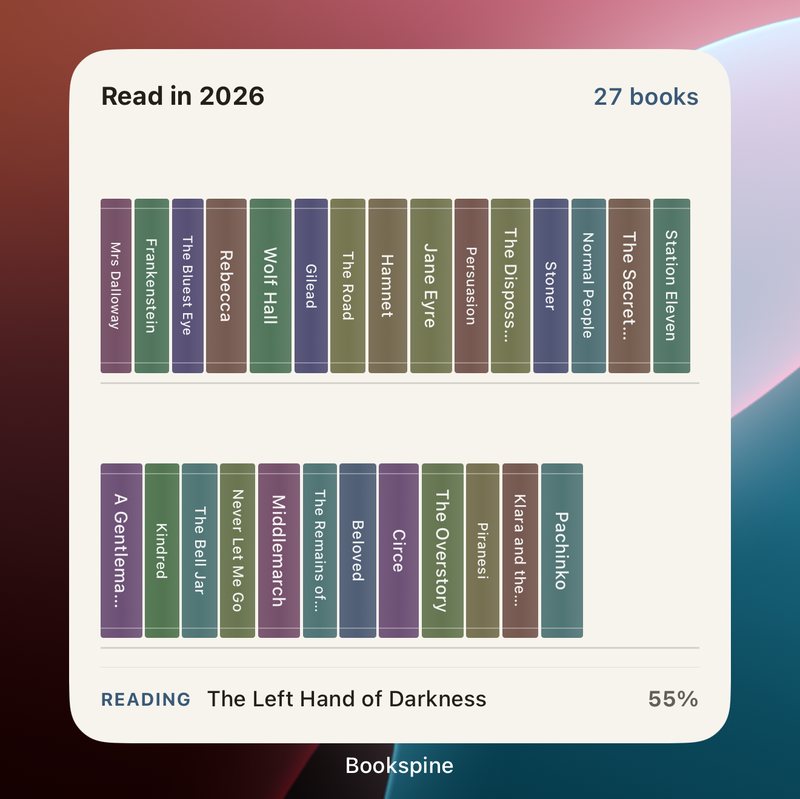 Read in 2026
27 books
Mrs Dalloway
Frankenstein
The Bluest Eye
Rebecca
Wolf Hall
Gilead
The Road
Hamnet
Jane Eyre
Persuasion
The Disposs...
Stoner
Normal People
The Secret...
Station Eleven
A Gentlema...
Kindred
The Bell Jar
Never Let Me Go
Middlemarch
The Remains of...
Beloved
Circe
The Overstory
Piranesi
Klara and the...
Pachinko
READING The Left Hand of Darkness 55%
Bookspine